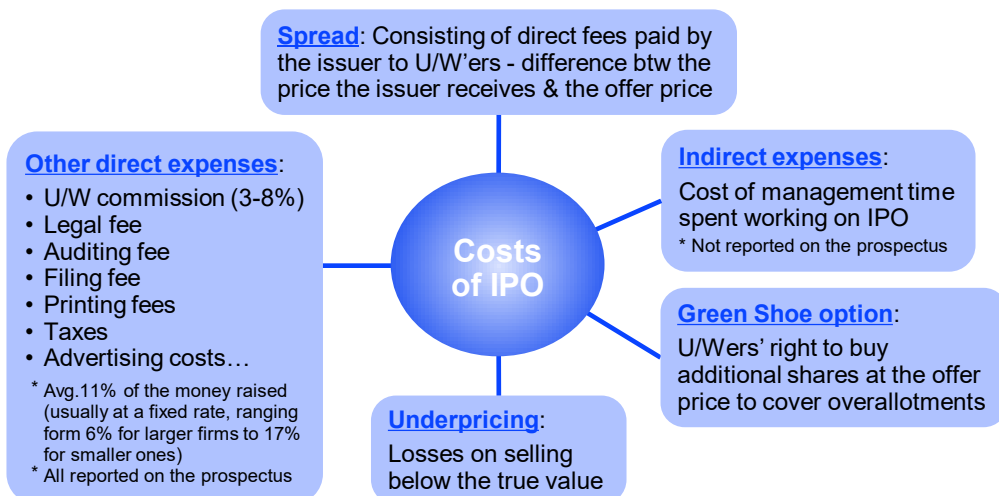 Spread: Consisting of direct fees paid by
the issuer to U/W’ers - difference btw the
price the issuer receives & the offer price
Other direct expenses:
• U/W commission (3-8%)
• Legal fee
• Auditing fee
• Filing fee
• Printing fees
• Taxes
• Advertising costs…
* Avg.11% of the money raised
(usually at a fixed rate, ranging
form 6% for larger firms to 17%
for smaller ones)
* All reported on the prospectus
Costs
of IPO
Indirect expenses:
Cost of management time
spent working on IPO
* Not reported on the prospectus
Green Shoe option:
U/Wers’ right to buy
additional shares at the offer
price to cover overallotments
Underpricing:
Losses on selling
below the true value